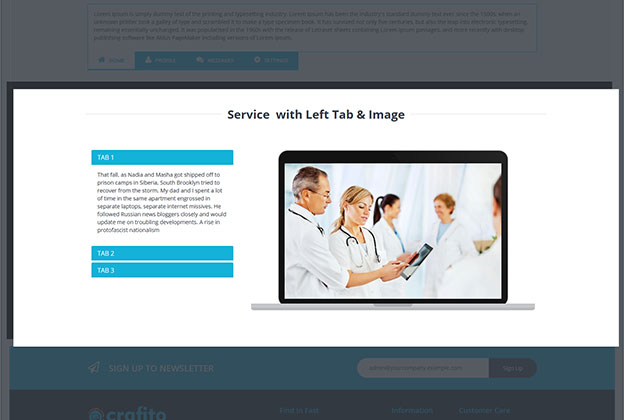 Lorem Ipsum is simply dummy text of the printing and typesetting industry. Lorem Ipsum has been the industry's standard dummy text ever since the 1500s, when an
unknown printer took a galley of type and scrambled it to make a type specimen book. It has survived not only five centuries, but also the leap into electronic typesetting,
remaining essentially unchanged. It was popularised in the 1960s with the release of Letraset sheets containing Lorem Ipsum passages, and more recently with desktop
publishing software like Aldus PageMaker including versions of Lorem Ipsum.
HOME PROFILE MESSAGES SETTINGS
Service with Left Tab & Image
TAB 1
That fall, as Nadia and Masha got shipped off to
prison camps in Siberia, South Brooklyn tried to
recover from the storm. My dad and I spent a lot
of time in the same apartment engrossed in
separate laptops, separate internet missives. He
followed Russian news bloggers closely and would
update me on troubling developments. A rise in
protofascist nationalism
TAB 2
TAB 3
SIGN UP TO NEWSLETTER
admin@yourcompany-example.com
Sign Up
crafito
Find in East
Information
Customer Care